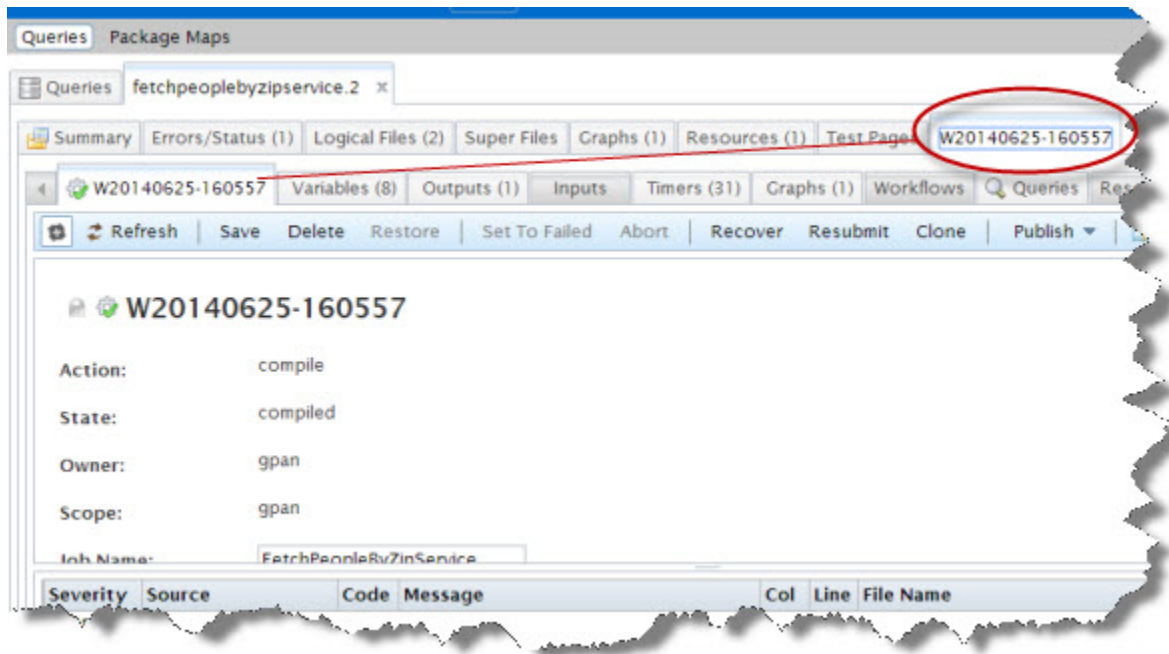 Queries Package Maps
Queries fetchpeoplebyzipservice.2 x
Summary Errors/Status (1) Logical Files (2) Super Files Graphs (1) Resources (1) Test Pages W20140625-160557
W20140625-160557 Variables (8) Outputs (1) Inputs Timers (31) Graphs (1) Workflows Queries
Refresh Save Delete Restore Set To Failed Abort Recover Resubmit Clone Publish
W20140625-160557
Action: compile
State: compiled
Owner: gpan
Scope: gpan
Job Name: FetchPeopleByZipService
Severity Source Code Message Col Line File Name